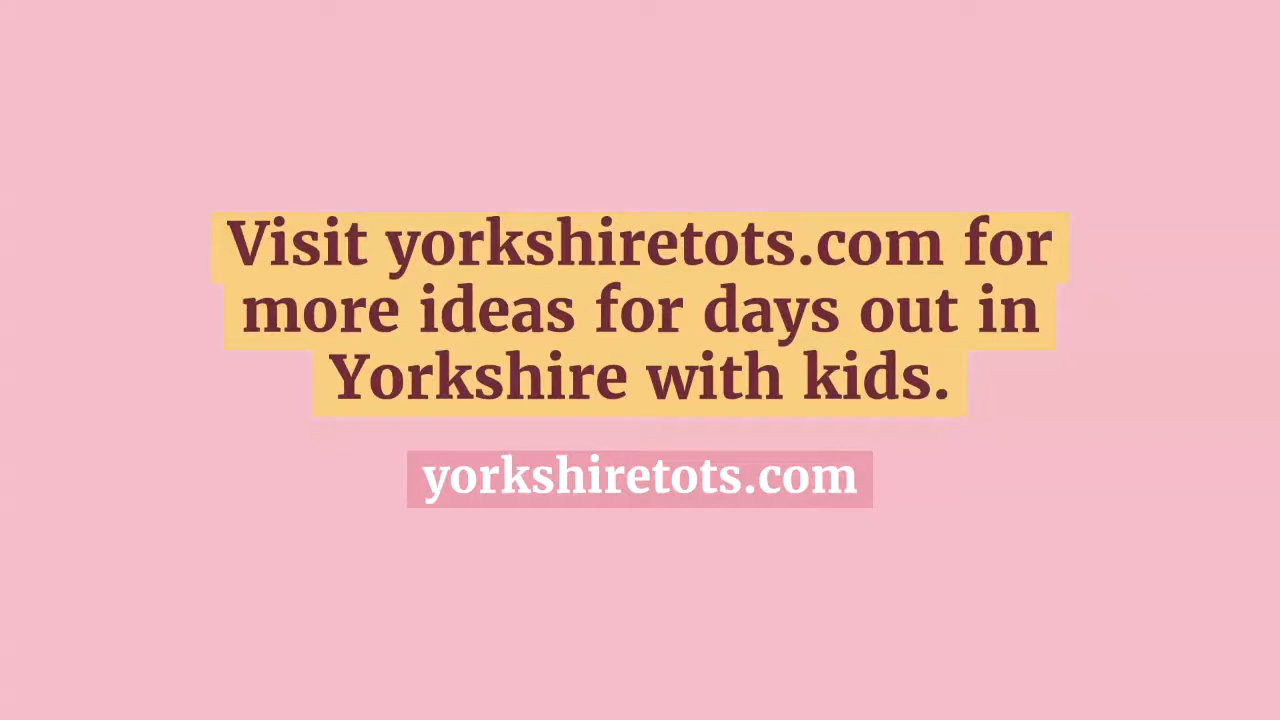 Visit yorkshiretots.com for
more ideas for days out in
Yorkshire with kids.
yorkshiretots.com